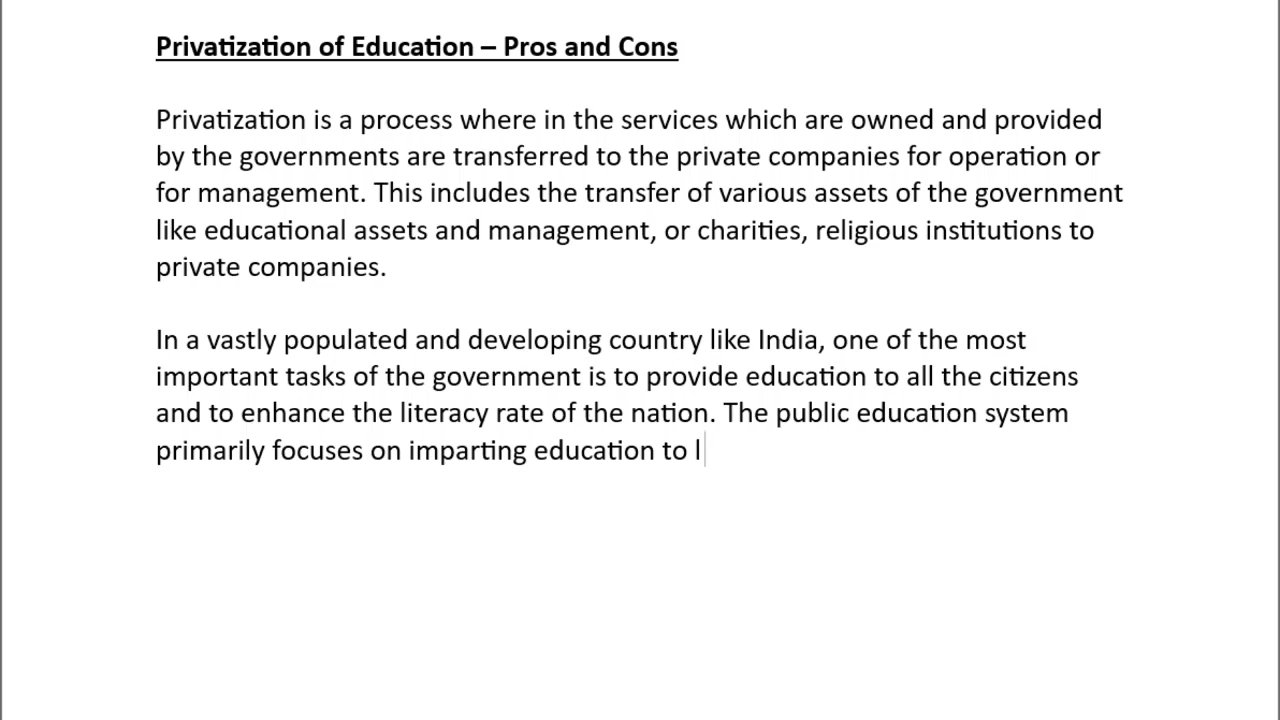 Privatization of Education – Pros and Cons
Privatization is a process where in the services which are owned and provided
by the governments are transferred to the private companies for operation or
for management. This includes the transfer of various assets of the government
like educational assets and management, or charities, religious institutions to
private companies.
In a vastly populated and developing country like India, one of the most
important tasks of the government is to provide education to all the citizens
and to enhance the literacy rate of the nation. The public education system
primarily focuses on imparting education to l